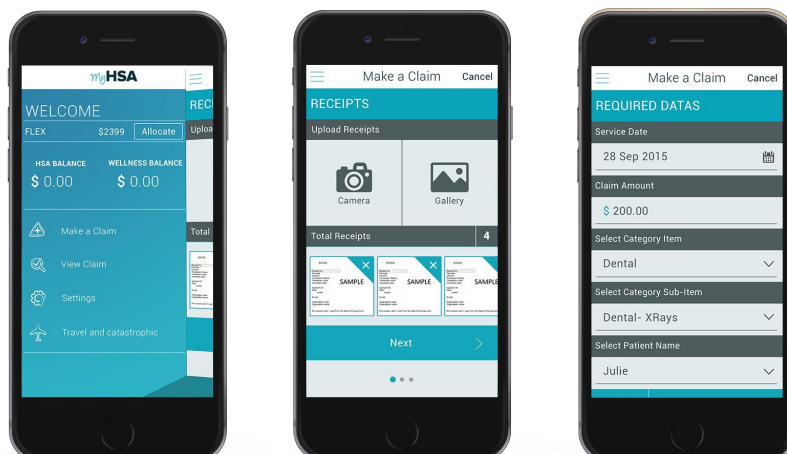 myHSA
WELCOME
FLEX $2399 Allocate
HSA BALANCE WELLNESS BALANCE
$ 0.00 $ 0.00
Make a Claim
View Claim
Settings
Travel and catastrophic
RECE
Uploa
Total
Make a Claim Cancel
RECEIPTS
Upload Receipts
Camera Gallery
Total Receipts 4
SAMPLE SAMPLE SAMPLE
Next
Make a Claim Cancel
REQUIRED DATAS
Service Date
28 Sep 2015
Claim Amount
$ 200.00
Select Category Item
Dental
Select Category Sub-Item
Dental- XRays
Select Patient Name
Julie